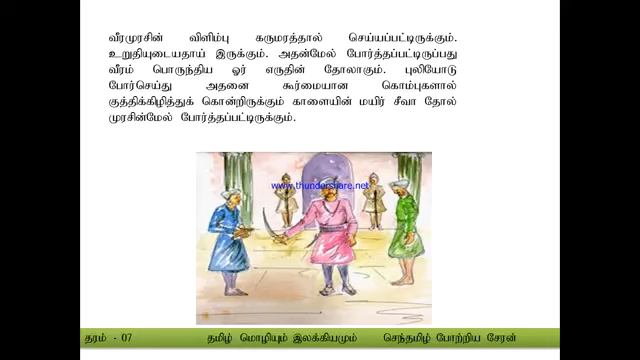 வீரமுரசின் விளிம்பு கருமரத்தால் செய்யப்பட்டிருக்கும்.
உறுதியுடையதாய் இருக்கும். அதன்மேல் போர்த்தப்பட்டிருப்பது
வீரம் பொருந்திய ஓர் எருதின் தோலாகும். புலியோடு
போர்செய்து அதனை கூர்மையான கொம்புகளால்
குத்திக்கிழித்துக் கொன்றிருக்கும் காளையின் மயிர் சீவா தோல்
முரசின்மேல் போர்த்தப்பட்டிருக்கும்.
www.thundershare.net
தரம் - 07 தமிழ் மொழியும் இலக்கியமும் செந்தமிழ் போற்றிய சேரன்